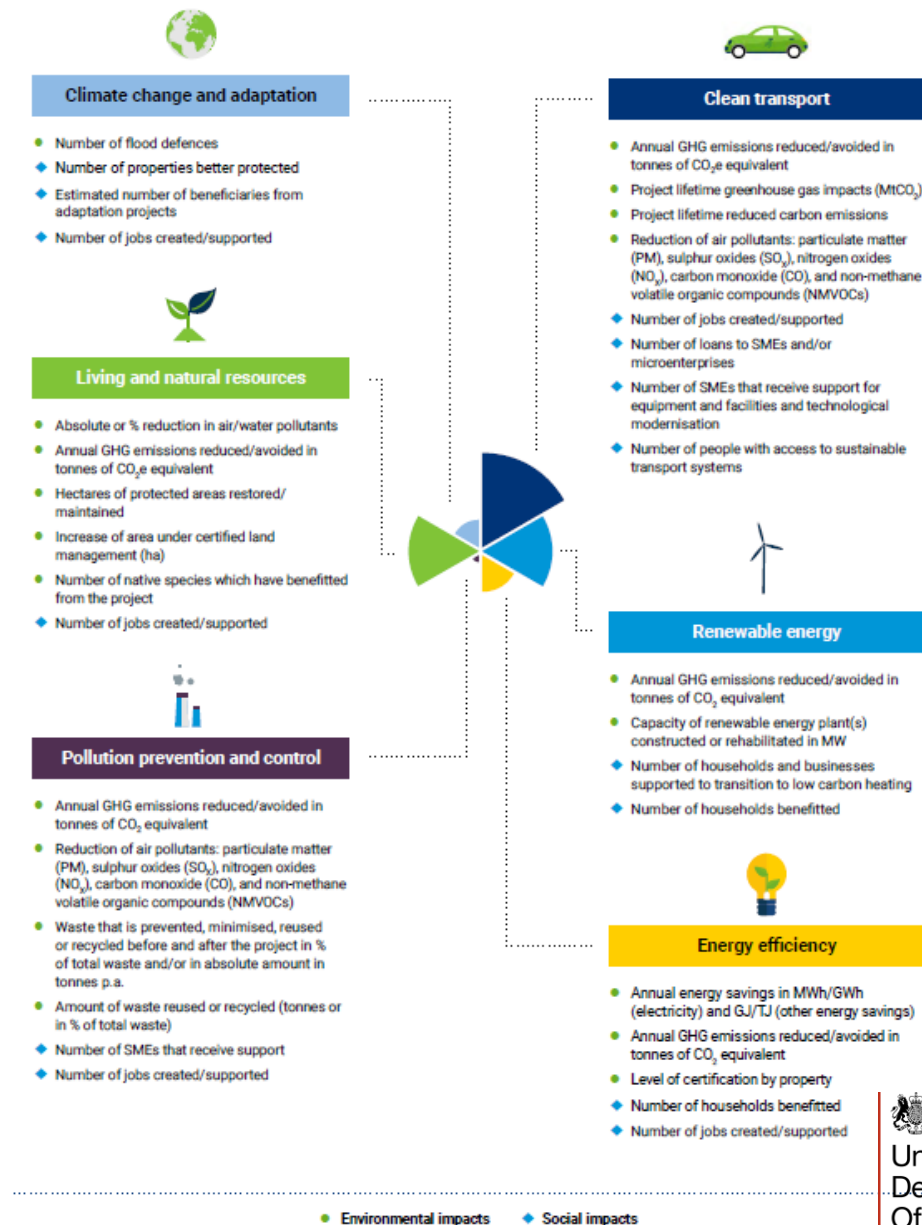 Climate change and adaptation
Number of flood defences
Number of properties better protected
Estimated number of beneficiaries from
adaptation projects
Number of jobs created/supported
Living and natural resources
Absolute or % reduction in air/water pollutants
Annual GHG emissions reduced/avoided in
tonnes of CO₂e equivalent
Hectares of protected areas restored/
maintained
Increase of area under certified land
management (ha)
Number of native species which have benefitted
from the project
Number of jobs created/supported
Pollution prevention and control
Annual GHG emissions reduced/avoided in
tonnes of CO₂ equivalent
Reduction of air pollutants: particulate matter
(PM), sulphur oxides (SOₓ), nitrogen oxides
(NOₓ), carbon monoxide (CO), and non-methane
volatile organic compounds (NMVOCs)
Waste that is prevented, minimised, reused
or recycled before and after the project in %
of total waste and/or in absolute amount in
tonnes p.a.
Amount of waste reused or recycled (tonnes or
in % of total waste)
Number of SMEs that receive support
Number of jobs created/supported
Clean transport
Annual GHG emissions reduced/avoided in
tonnes of CO₂e equivalent
Project lifetime greenhouse gas impacts (MtCO₂)
Project lifetime reduced carbon emissions
Reduction of air pollutants: particulate matter
(PM), sulphur oxides (SOₓ), nitrogen oxides
(NOₓ), carbon monoxide (CO), and non-methane
volatile organic compounds (NMVOCs)
Number of jobs created/supported
Number of loans to SMEs and/or
microenterprises
Number of SMEs that receive support for
equipment and facilities and technological
modernisation
Number of people with access to sustainable
transport systems
Renewable energy
Annual GHG emissions reduced/avoided in
tonnes of CO₂ equivalent
Capacity of renewable energy plant(s)
constructed or rehabilitated in MW
Number of households and businesses
supported to transition to low carbon heating
Number of households benefitted
Energy efficiency
Annual energy savings in MWh/GWh
(electricity) and GJ/TJ (other energy savings)
Annual GHG emissions reduced/avoided in
tonnes of CO₂ equivalent
Level of certification by property
Number of households benefitted
Number of jobs created/supported
Environmental impacts
Social impacts